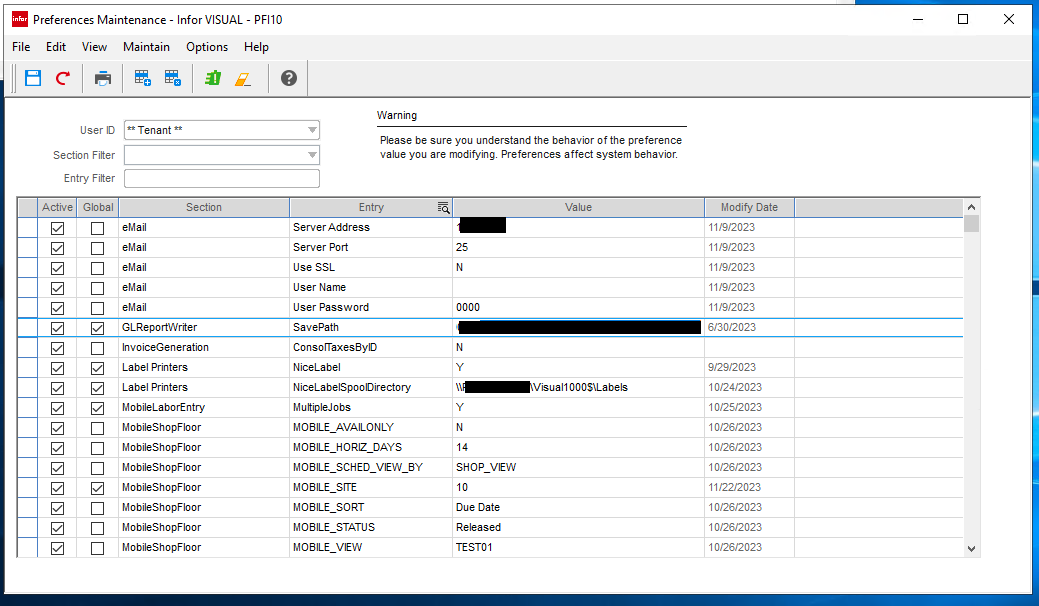 infor Preferences Maintenance - Infor VISUAL - PFI10
File Edit View Maintain Options Help
Warning
User ID ** Tenant **
Please be sure you understand the behavior of the preference
value you are modifying. Preferences affect system behavior.
Section Filter
Entry Filter
Active Global Section Entry Value Modify Date
eMail Server Address 11/9/2023
eMail Server Port 25 11/9/2023
eMail Use SSL N 11/9/2023
eMail User Name 11/9/2023
eMail User Password 0000 11/9/2023
GLReportWriter SavePath 6/30/2023
InvoiceGeneration ConsolTaxesByID N
Label Printers NiceLabel Y 9/29/2023
Label Printers NiceLabelSpoolDirectory \\ \Visual1000$\Labels 10/24/2023
MobileLaborEntry MultipleJobs Y 10/25/2023
MobileShopFloor MOBILE_AVAILONLY N 10/26/2023
MobileShopFloor MOBILE_HORIZ_DAYS 14 10/26/2023
MobileShopFloor MOBILE_SCHED_VIEW_BY SHOP_VIEW 10/26/2023
MobileShopFloor MOBILE_SITE 10 11/22/2023
MobileShopFloor MOBILE_SORT Due Date 10/26/2023
MobileShopFloor MOBILE_STATUS Released 10/26/2023
MobileShopFloor MOBILE_VIEW TEST01 10/26/2023